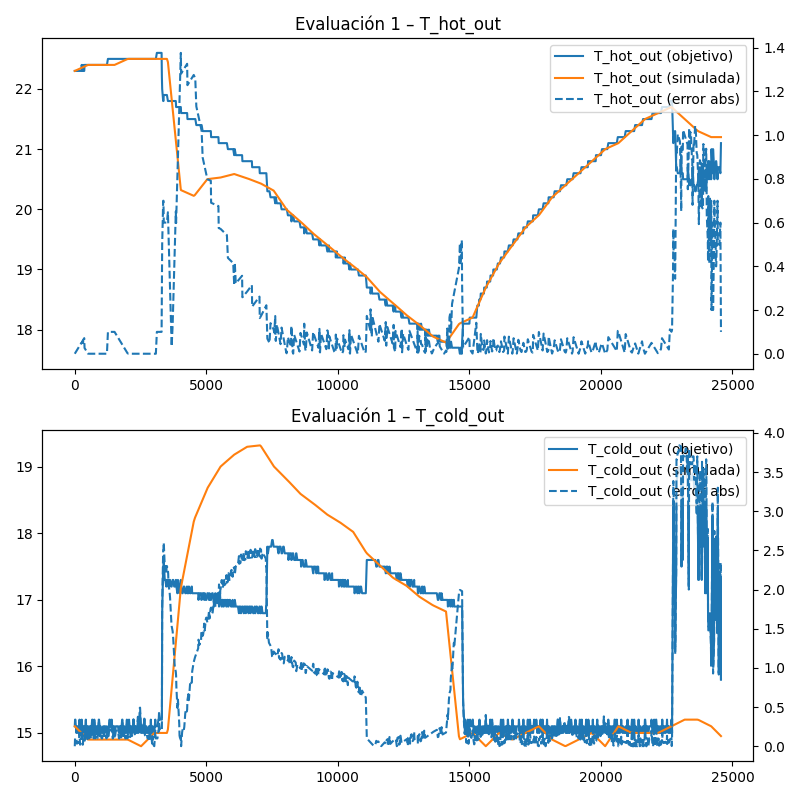 Evaluación 1 – T_hot_out
T_hot_out (objetivo)
T_hot_out (simulada)
T_hot_out (error abs)
22
21
20
19
18
1.4
1.2
1.0
0.8
0.6
0.4
0.2
0.0
0 5000 10000 15000 20000 25000
Evaluación 1 – T_cold_out
T_cold_out (objetivo)
T_cold_out (simulada)
T_cold_out (error abs)
19
18
17
16
15
4.0
3.5
3.0
2.5
2.0
1.5
1.0
0.5
0.0
0 5000 10000 15000 20000 25000